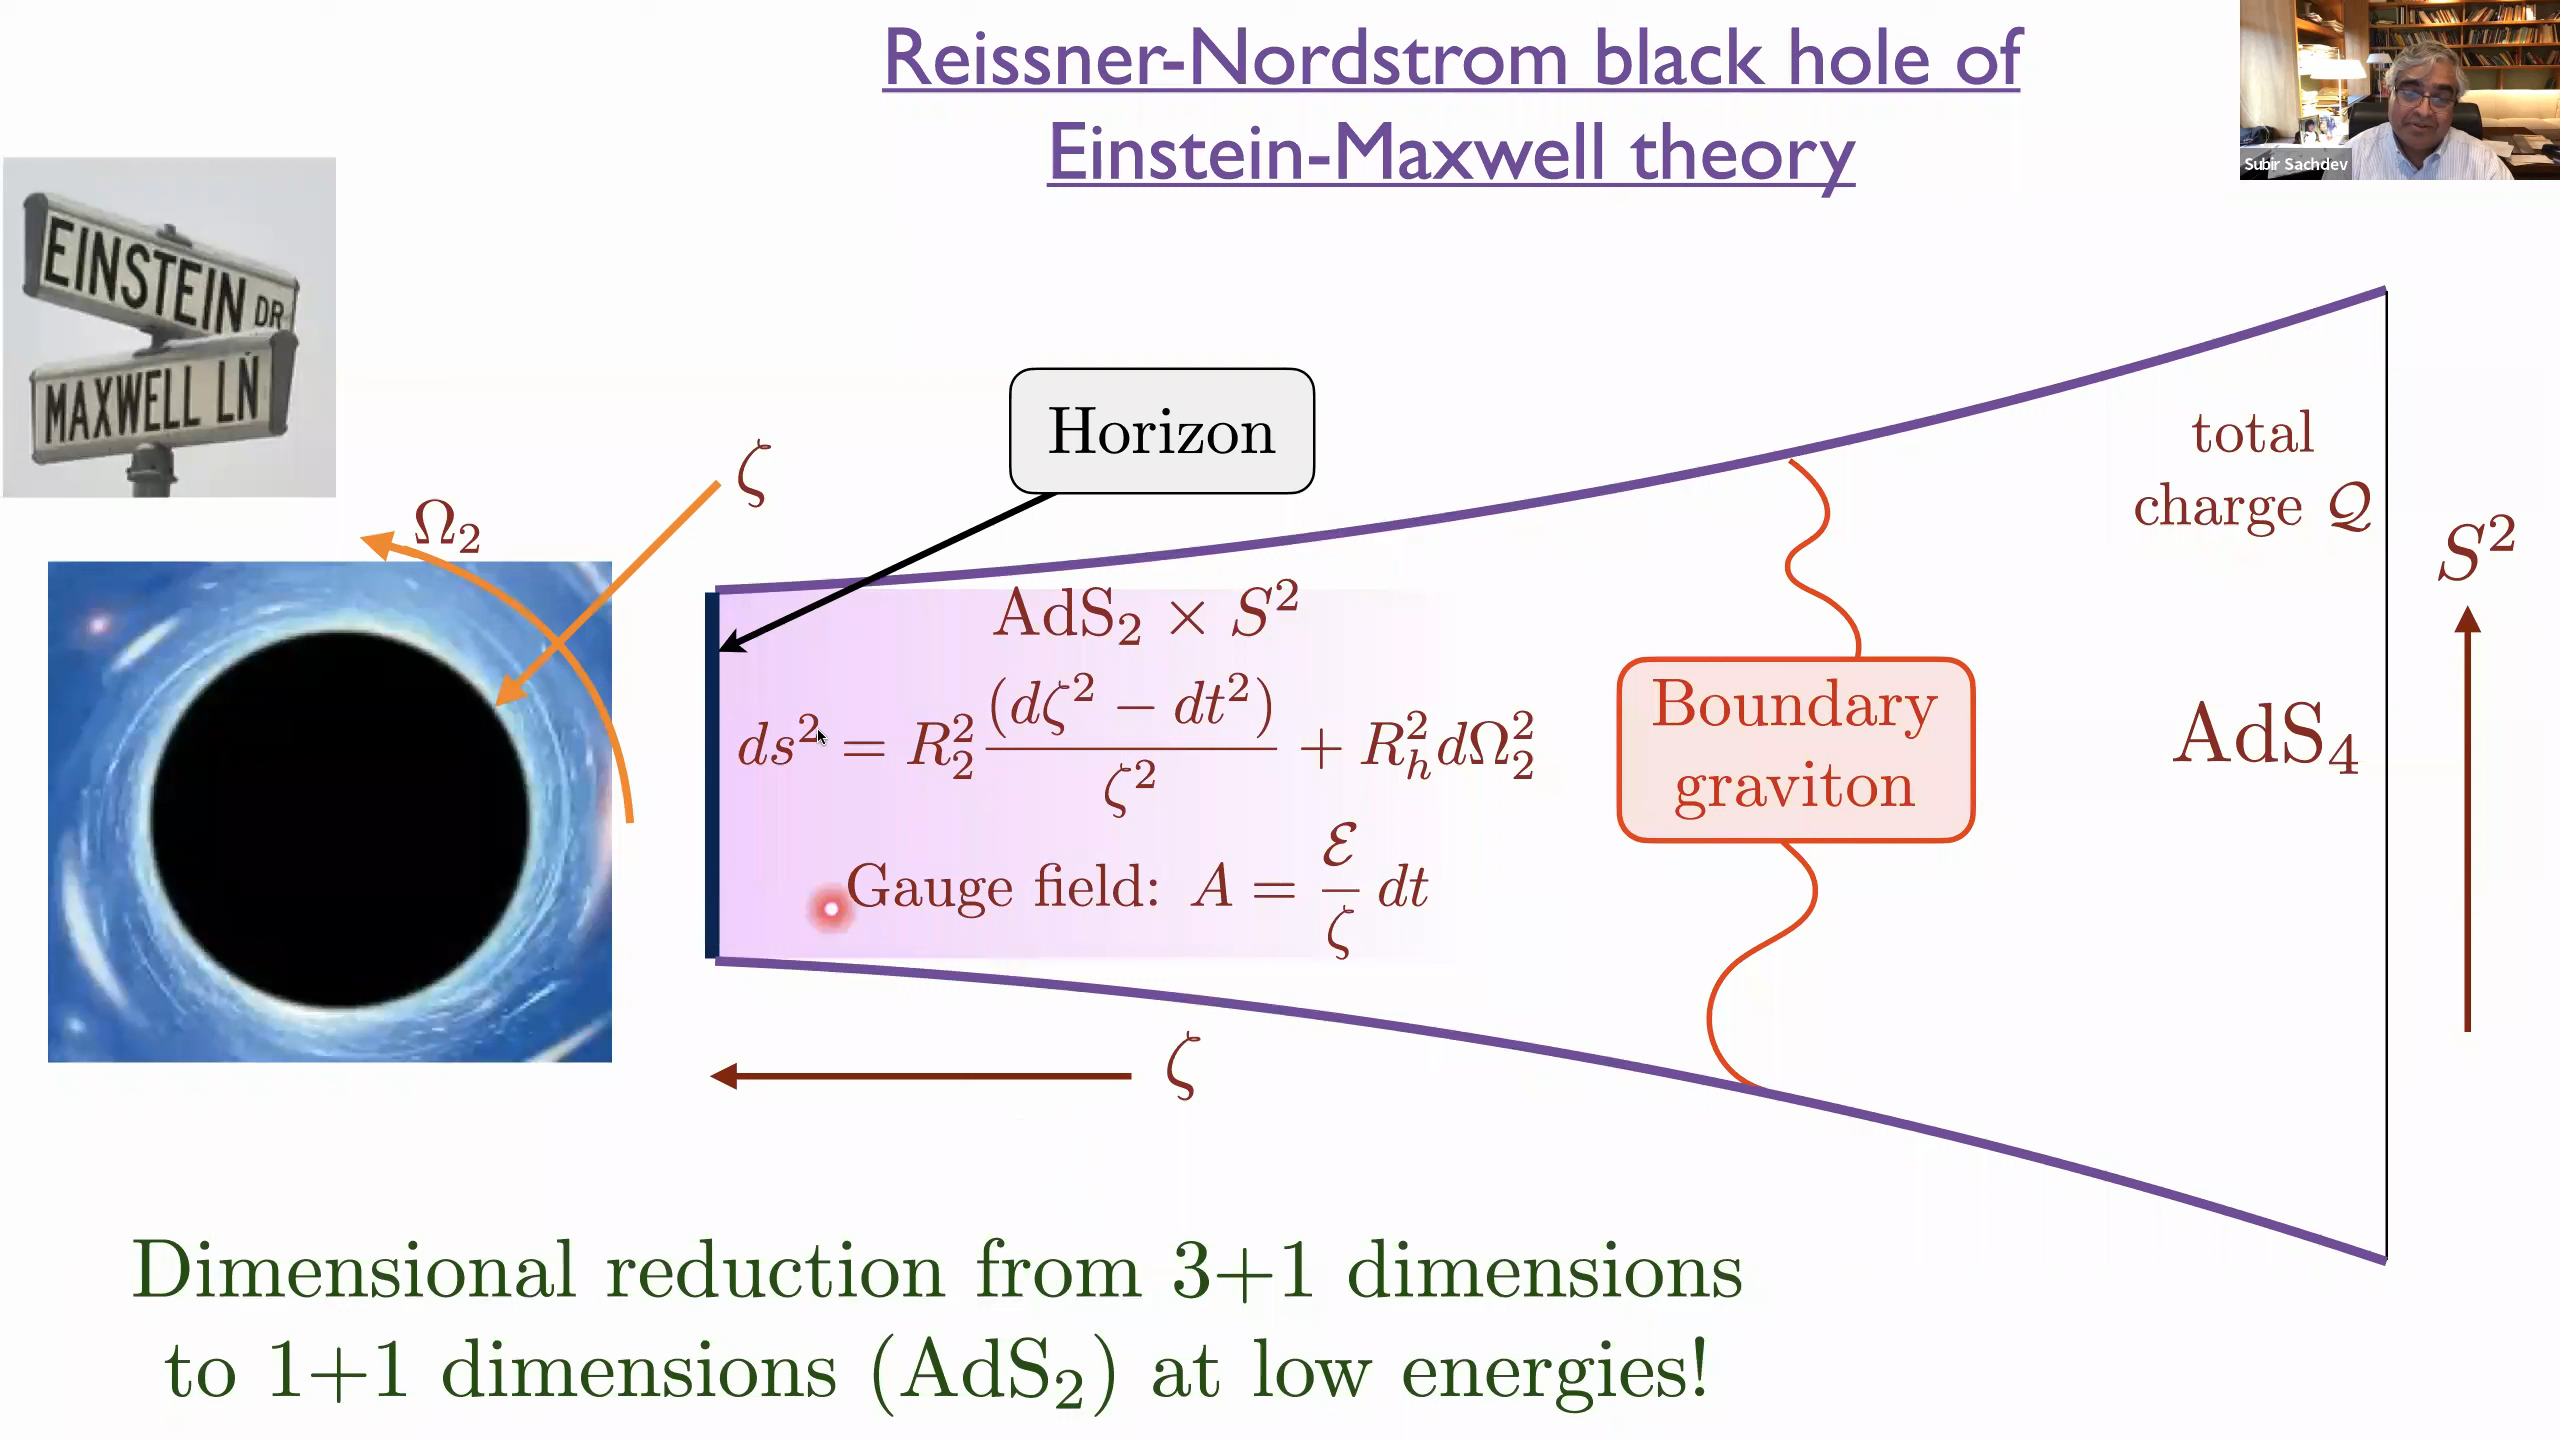 Reissner-Nordstrom black hole of
Einstein-Maxwell theory
Subir Sachdev
EINSTEIN DR
MAXWELL LN
Ω₂
ζ
Horizon
AdS₂ × S²
ds² = R₂² (dζ² − dt²)/ζ² + R_h² dΩ₂²
Gauge field: A = ℰ/ζ dt
ζ
Boundary
graviton
total
charge 𝒬
AdS₄
S²
Dimensional reduction from 3+1 dimensions
to 1+1 dimensions (AdS₂) at low energies!